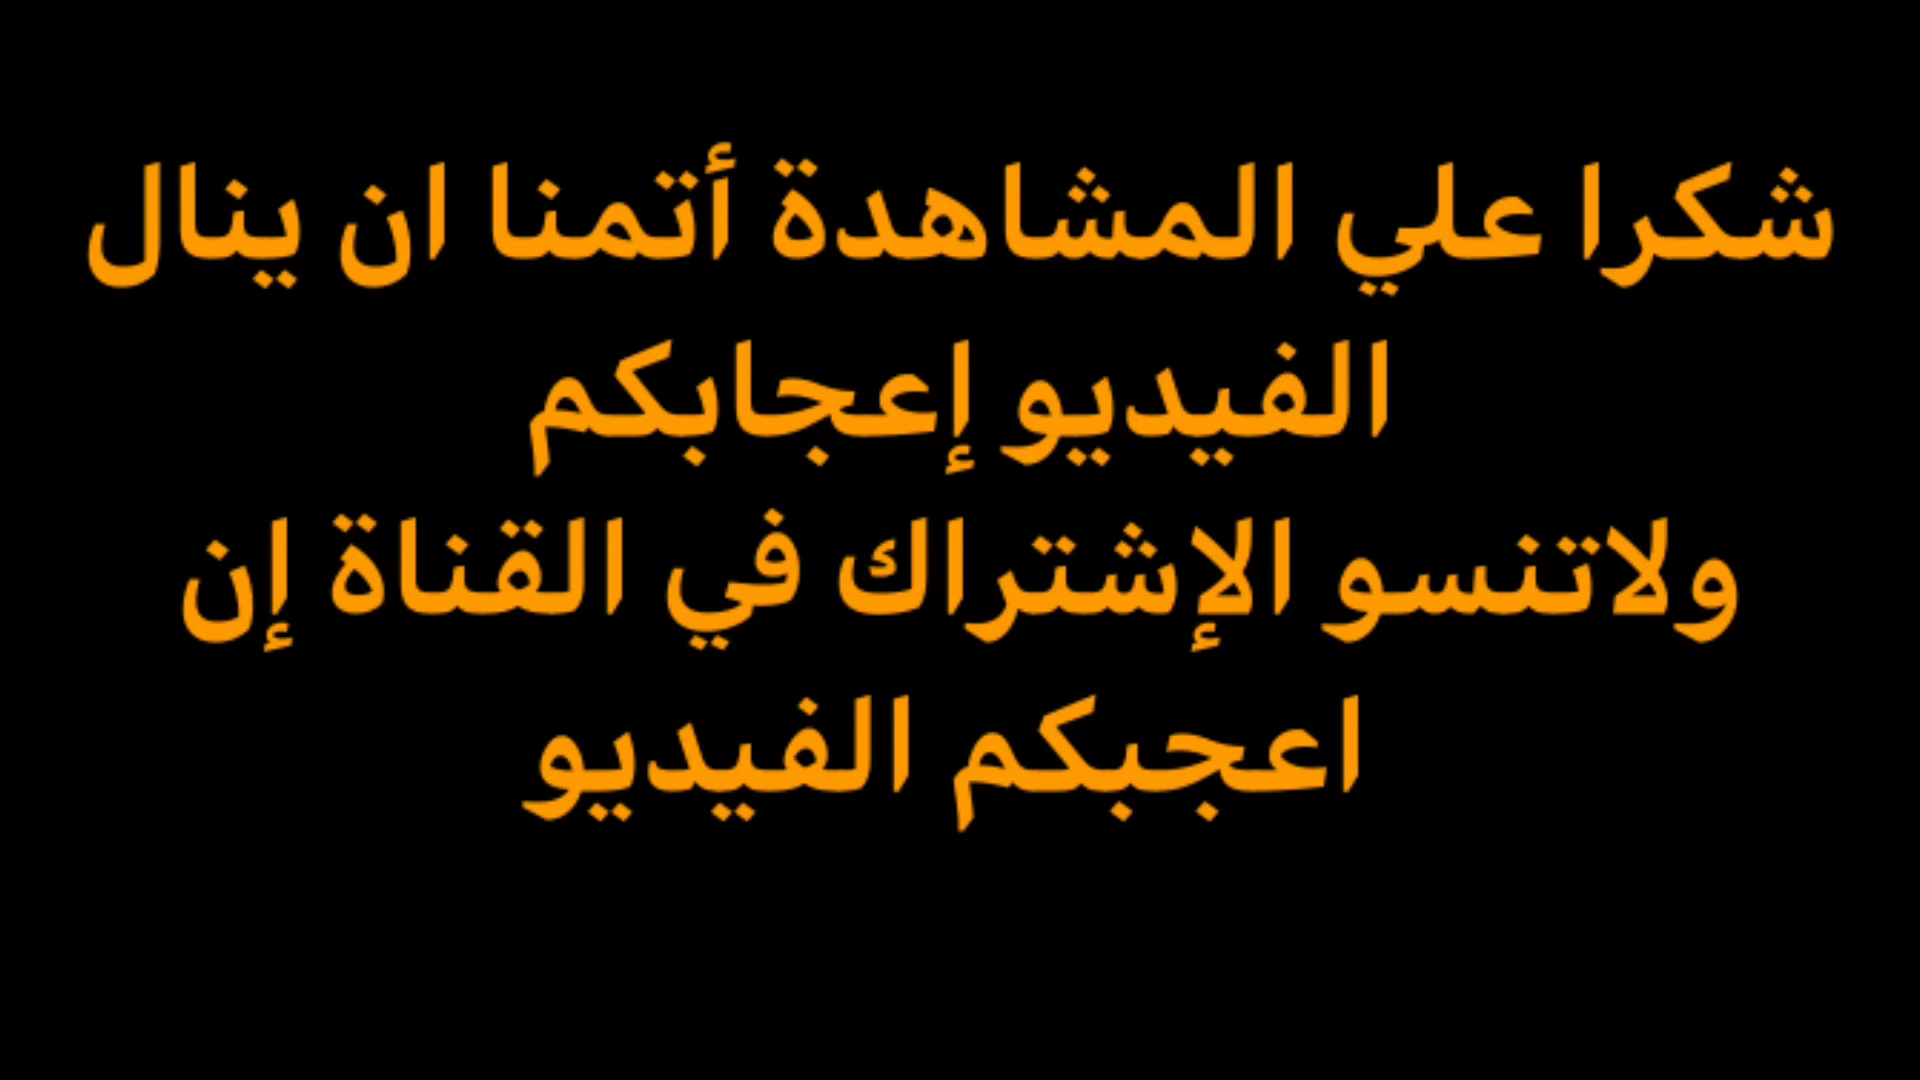 شكرا علي المشاهدة أتمنا ان ينال
الفيديو إعجابكم
ولاتنسو الإشتراك في القناة إن
اعجبكم الفيديو